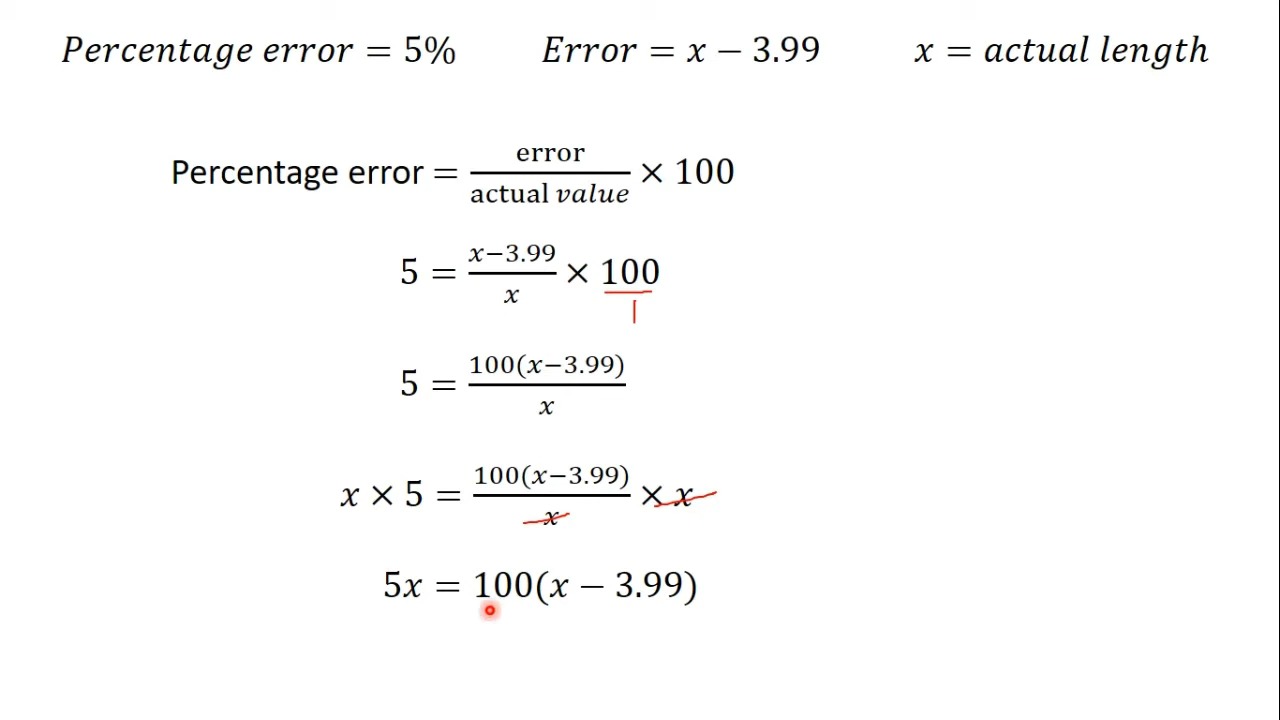 Percentage error = 5% Error = x − 3.99 x = actual length
Percentage error = error/actual value × 100
5 = x−3.99/x × 100/1
5 = 100(x−3.99)/x
x × 5 = 100(x−3.99)/x × x
5x = 100(x − 3.99)